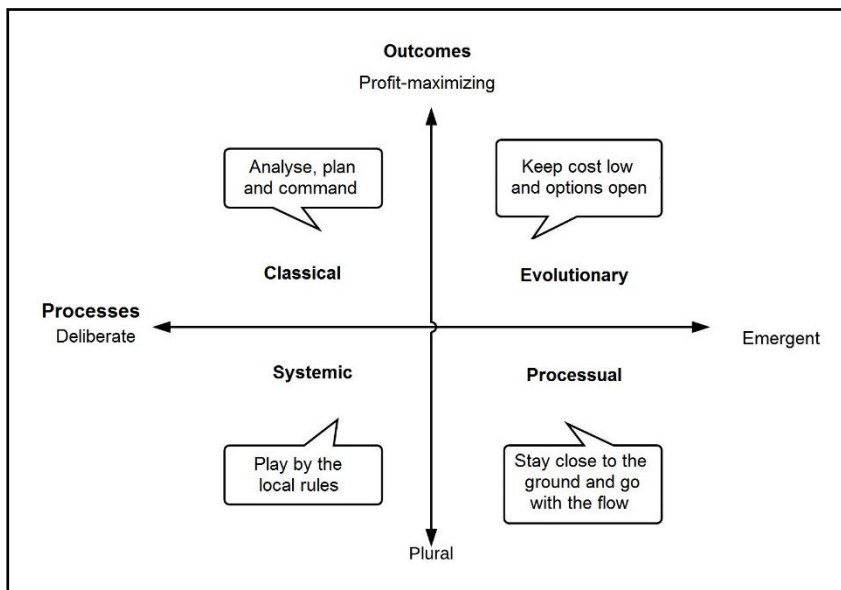 Outcomes
Profit-maximizing
Analyse, plan
and command
Keep cost low
and options open
Classical
Evolutionary
Processes
Deliberate
Emergent
Systemic
Processual
Play by the
local rules
Stay close to the
ground and go
with the flow
Plural